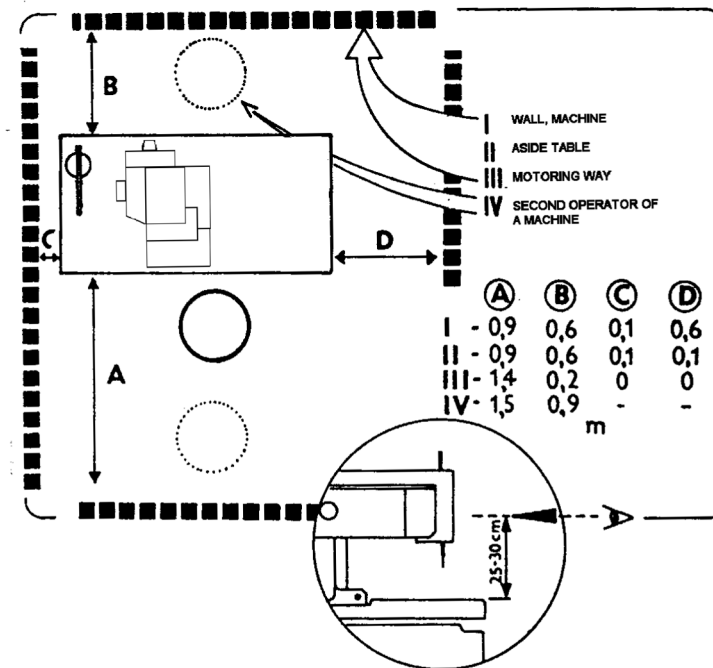 B
I WALL, MACHINE
II ASIDE TABLE
III MOTORING WAY
IV SECOND OPERATOR OF
A MACHINE
C
D
A
A B C D
I - 0,9 0,6 0,1 0,6
II - 0,9 0,6 0,1 0,1
III - 1,4 0,2 0 0
IV - 1,5 0,9 - -
m
25-30cm